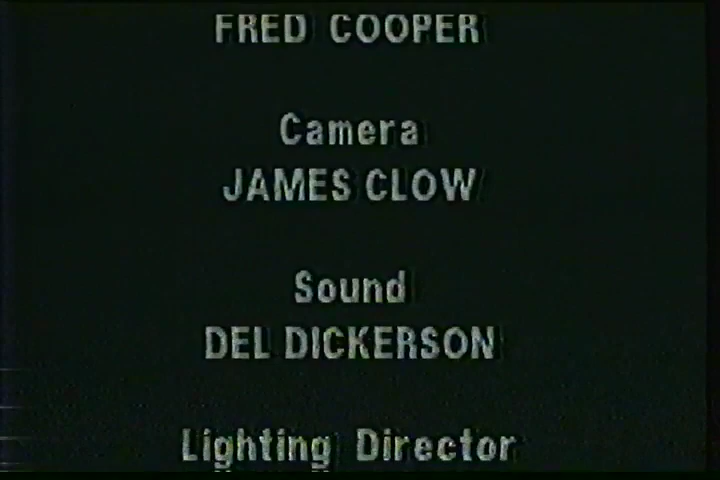 FRED COOPER
Camera
JAMES CLOW
Sound
DEL DICKERSON
Lighting Director